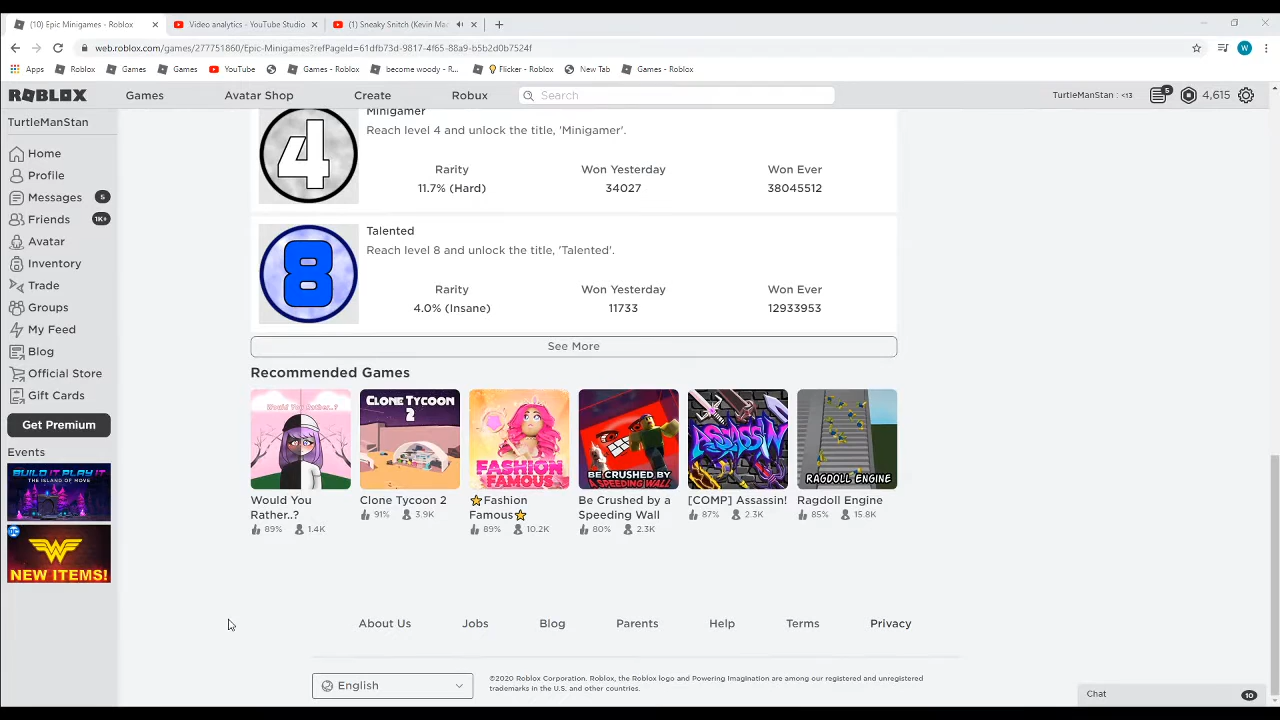 (10) Epic Minigames - Roblox
Video analytics - YouTube Studio
(1) Sneaky Snitch (Kevin Mac
web.roblox.com/games/277751860/Epic-Minigames?refPageId=61dfb73d-9817-4f65-88a9-b5b2d0b7524f
W
Apps Roblox Games Games YouTube Games - Roblox become woody - R... Flicker - Roblox New Tab Games - Roblox
ROBLOX Games Avatar Shop Create Robux Search TurtleManStan : <13 5 4,615
TurtleManStan
Home
Profile
Messages 5
Friends 1K+
Avatar
Inventory
Trade
Groups
My Feed
Blog
Official Store
Gift Cards
Get Premium
Events
BUILD IT PLAY IT
THE ISLAND OF MOVE
DC
NEW ITEMS!
4
Minigamer
Reach level 4 and unlock the title, 'Minigamer'.
Rarity Won Yesterday Won Ever
11.7% (Hard) 34027 38045512
8
Talented
Reach level 8 and unlock the title, 'Talented'.
Rarity Won Yesterday Won Ever
4.0% (Insane) 11733 12933953
See More
Recommended Games
Would You Rather..?
CLONE TYCOON
2
FASHION
FAMOUS
BE CRUSHED BY
A SPEEDING WALL
ASSASSIN
RAGDOLL ENGINE
Would You
Rather..?
89% 1.4K
Clone Tycoon 2
91% 3.9K
⭐Fashion
Famous⭐
89% 10.2K
Be Crushed by a
Speeding Wall
80% 2.3K
[COMP] Assassin!
87% 2.3K
Ragdoll Engine
85% 15.8K
About Us Jobs Blog Parents Help Terms Privacy
English
©2020 Roblox Corporation. Roblox, the Roblox logo and Powering Imagination are among our registered and unregistered
trademarks in the U.S. and other countries.
Chat 10